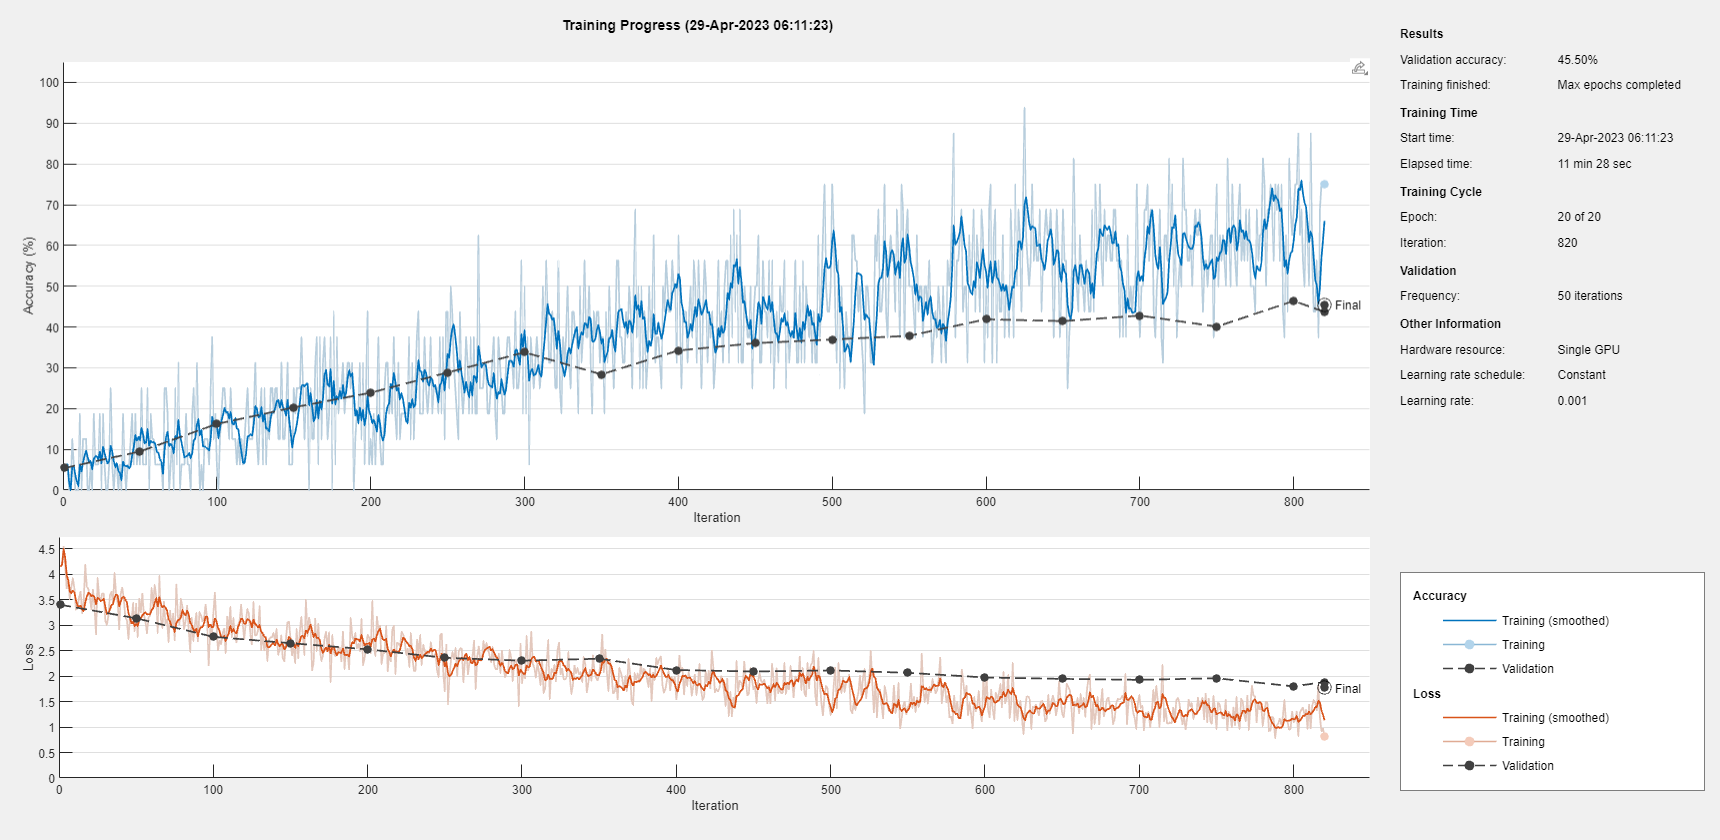 Training Progress (29-Apr-2023 06:11:23)
Accuracy (%)
100
90
80
70
60
50
40
30
20
10
0
0 100 200 300 400 500 600 700 800
Iteration
Final
Loss
4.5
4
3.5
3
2.5
2
1.5
1
0.5
0
0 100 200 300 400 500 600 700 800
Iteration
Final
Results
Validation accuracy: 45.50%
Training finished: Max epochs completed
Training Time
Start time: 29-Apr-2023 06:11:23
Elapsed time: 11 min 28 sec
Training Cycle
Epoch: 20 of 20
Iteration: 820
Validation
Frequency: 50 iterations
Other Information
Hardware resource: Single GPU
Learning rate schedule: Constant
Learning rate: 0.001
Accuracy
Training (smoothed)
Training
Validation
Loss
Training (smoothed)
Training
Validation